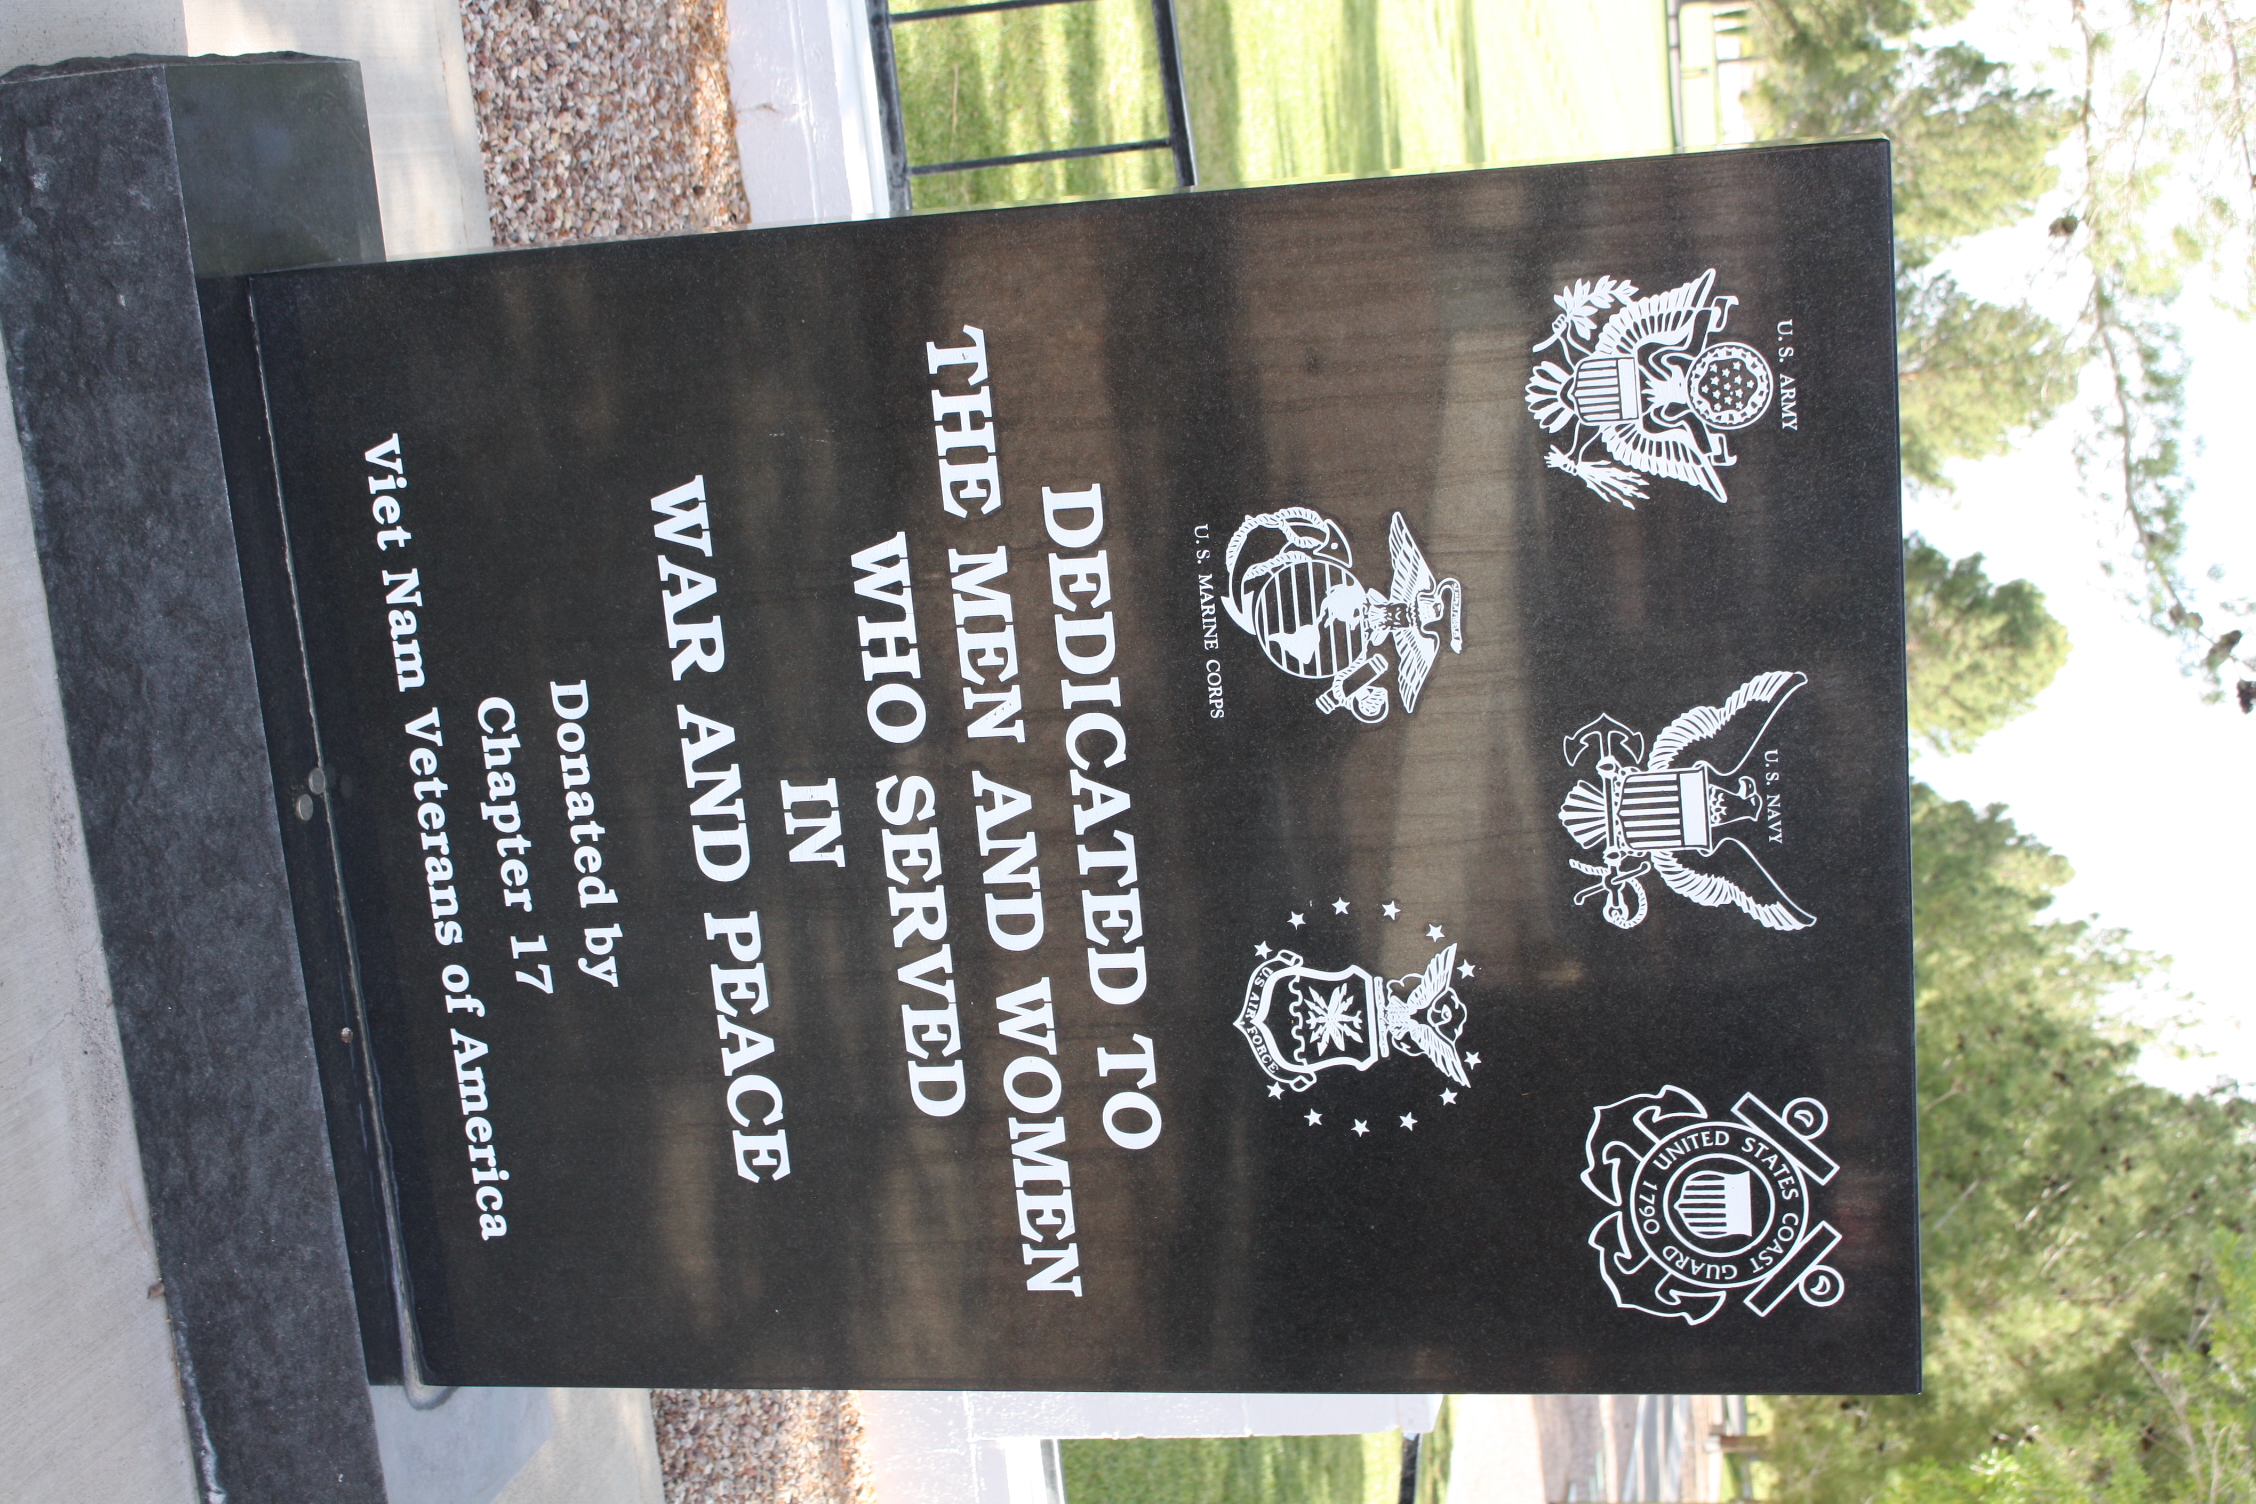 U. S. ARMY
U. S. NAVY
UNITED STATES COAST GUARD
1790
U. S. MARINE CORPS
U.S. AIR FORCE
DEDICATED TO
THE MEN AND WOMEN
WHO SERVED
IN
WAR AND PEACE
Donated by
Chapter 17
Viet Nam Veterans of America